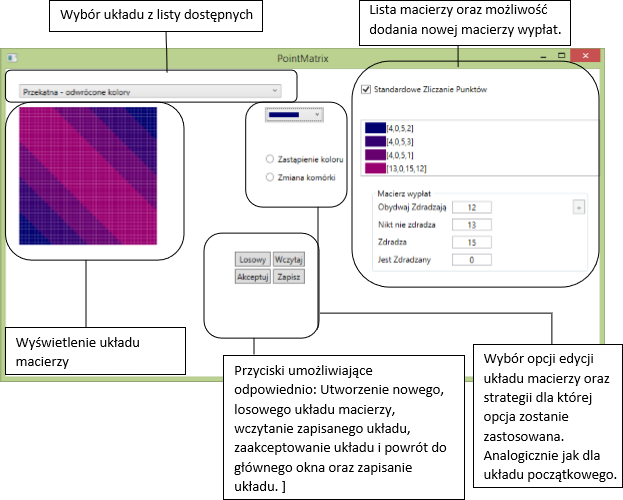 Wybór układu z listy dostępnych
Lista macierzy oraz możliwość
dodania nowej macierzy wypłat.
PointMatrix
Przekątna - odwrócone kolory
Standardowe Zliczanie Punktów
[4,0,5,2]
[4,0,5,3]
[4,0,5,1]
[13,0,15,12]
Zastąpienie koloru
Zmiana komórki
Macierz wypłat
Obydwaj Zdradzają 12
Nikt nie zdradza 13
Zdradza 15
Jest Zdradzany 0
Losowy Wczytaj
Akceptuj Zapisz
Wyświetlenie układu
macierzy
Przyciski umożliwiające
odpowiednio: Utworzenie nowego,
losowego układu macierzy,
wczytanie zapisanego układu,
zaakceptowanie układu i powrót do
głównego okna oraz zapisanie
układu. ]
Wybór opcji edycji
układu macierzy oraz
strategii dla której
opcja zostanie
zastosowana.
Analogicznie jak dla
układu początkowego.